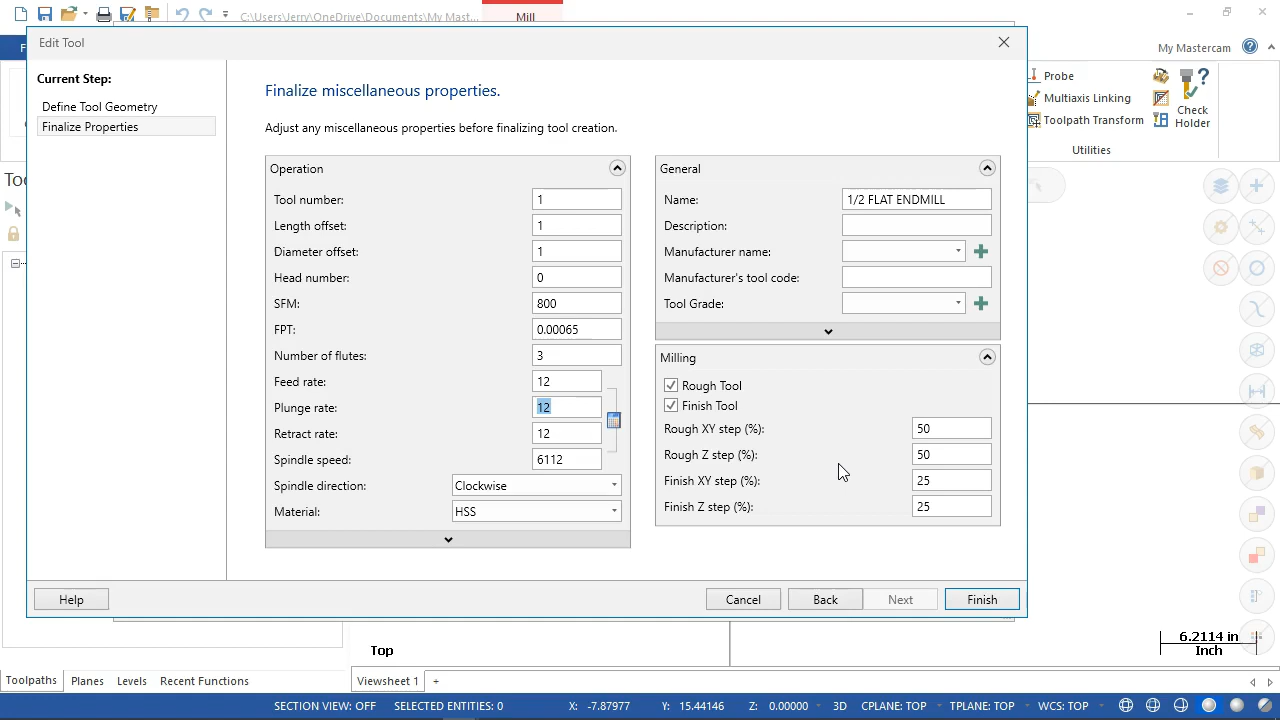 C:\Users\Jerry\OneDrive\Documents\My Mast...
Mill
Edit Tool
My Mastercam
Current Step:
Define Tool Geometry
Finalize Properties
Finalize miscellaneous properties.
Adjust any miscellaneous properties before finalizing tool creation.
Operation
Tool number: 1
Length offset: 1
Diameter offset: 1
Head number: 0
SFM: 800
FPT: 0.00065
Number of flutes: 3
Feed rate: 12
Plunge rate: 12
Retract rate: 12
Spindle speed: 6112
Spindle direction: Clockwise
Material: HSS
General
Name: 1/2 FLAT ENDMILL
Description:
Manufacturer name:
Manufacturer's tool code:
Tool Grade:
Milling
Rough Tool
Finish Tool
Rough XY step (%): 50
Rough Z step (%): 50
Finish XY step (%): 25
Finish Z step (%): 25
Help
Cancel
Back
Next
Finish
Probe
Multiaxis Linking
Toolpath Transform
Check
Holder
Utilities
Top
6.2114 in
Inch
Toolpaths Planes Levels Recent Functions
Viewsheet 1 +
SECTION VIEW: OFF SELECTED ENTITIES: 0 X: -7.87977 Y: 15.44146 Z: 0.00000 3D CPLANE: TOP TPLANE: TOP WCS: TOP